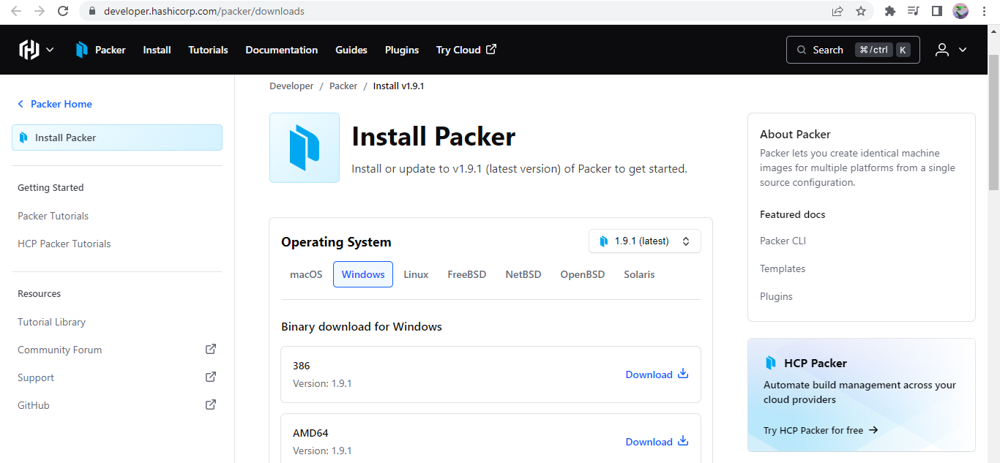 developer.hashicorp.com/packer/downloads
Packer Install Tutorials Documentation Guides Plugins Try Cloud Search ⌘/ctrl K
Packer Home
Install Packer
Getting Started
Packer Tutorials
HCP Packer Tutorials
Resources
Tutorial Library
Community Forum
Support
GitHub
Developer / Packer / Install v1.9.1
Install Packer
Install or update to v1.9.1 (latest version) of Packer to get started.
Operating System 1.9.1 (latest)
macOS Windows Linux FreeBSD NetBSD OpenBSD Solaris
Binary download for Windows
386
Version: 1.9.1
Download
AMD64
Version: 1.9.1
Download
About Packer
Packer lets you create identical machine
images for multiple platforms from a single
source configuration.
Featured docs
Packer CLI
Templates
Plugins
HCP Packer
Automate build management across your
cloud providers
Try HCP Packer for free →